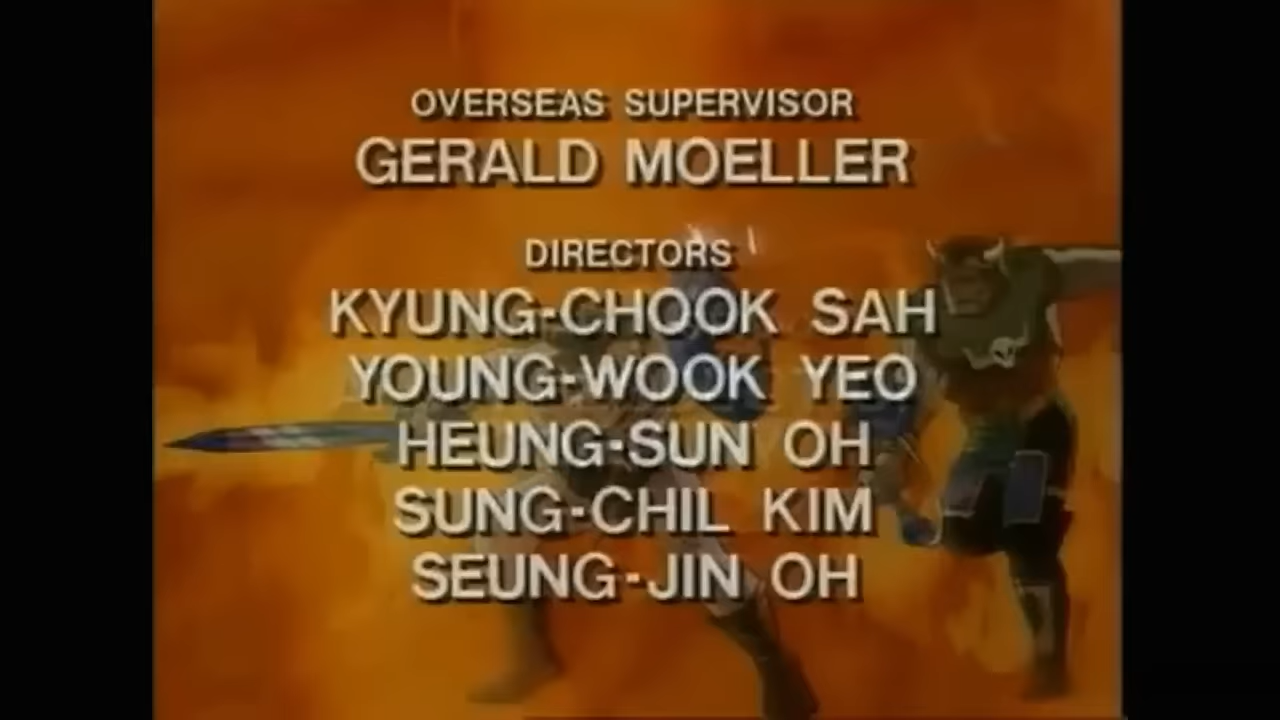 OVERSEAS SUPERVISOR
GERALD MOELLER
DIRECTORS
KYUNG-CHOOK SAH
YOUNG-WOOK YEO
HEUNG-SUN OH
SUNG-CHIL KIM
SEUNG-JIN OH